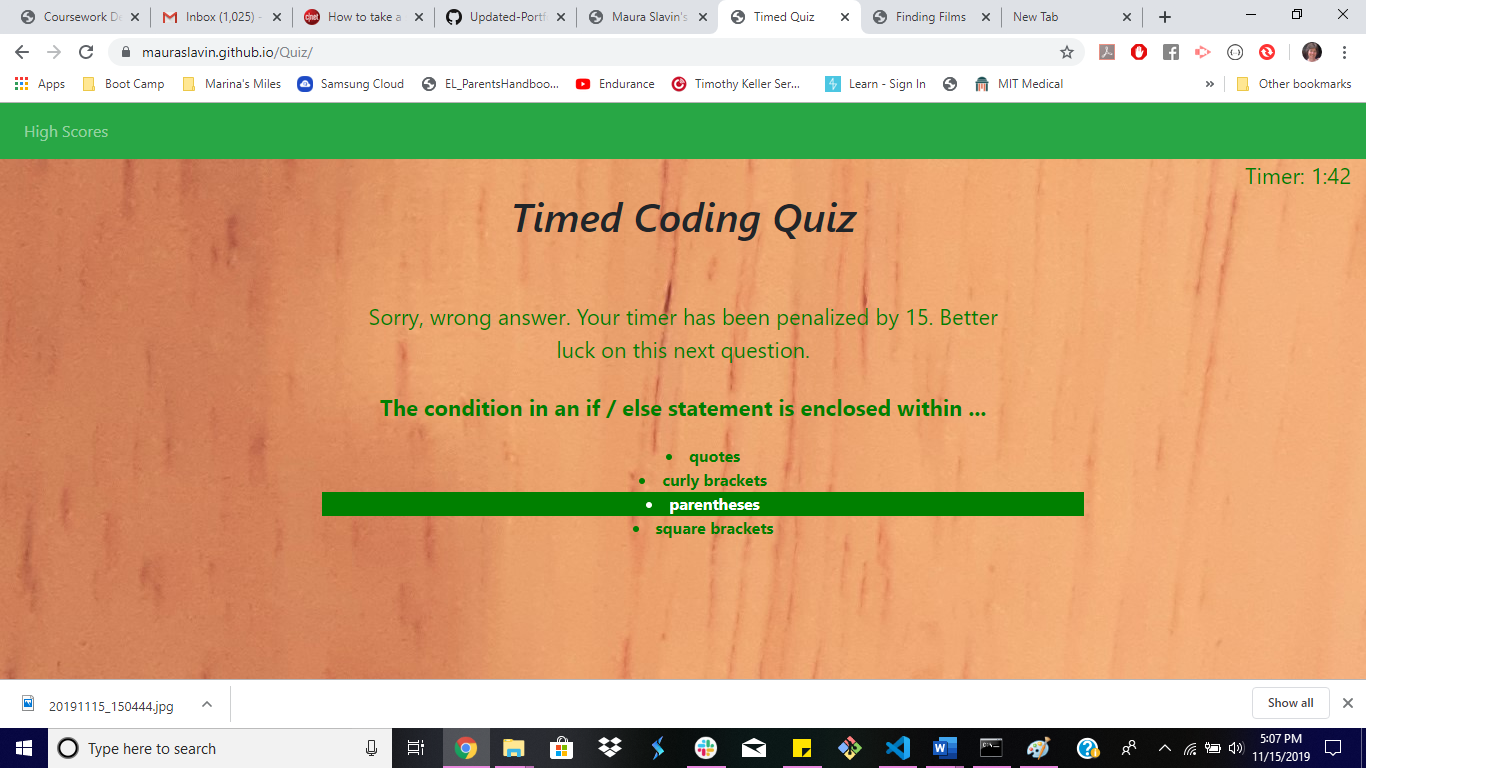 Coursework De
Inbox (1,025) -
How to take a
Updated-Portf
Maura Slavin's
Timed Quiz
Finding Films
New Tab
mauraslavin.github.io/Quiz/
Apps
Boot Camp
Marina's Miles
Samsung Cloud
EL_ParentsHandboo...
Endurance
Timothy Keller Ser...
Learn - Sign In
MIT Medical
»
Other bookmarks
High Scores
Timer: 1:42
Timed Coding Quiz
Sorry, wrong answer. Your timer has been penalized by 15. Better
luck on this next question.
The condition in an if / else statement is enclosed within ...
• quotes
• curly brackets
• parentheses
• square brackets
20191115_150444.jpg
Show all
Type here to search
5:07 PM
11/15/2019